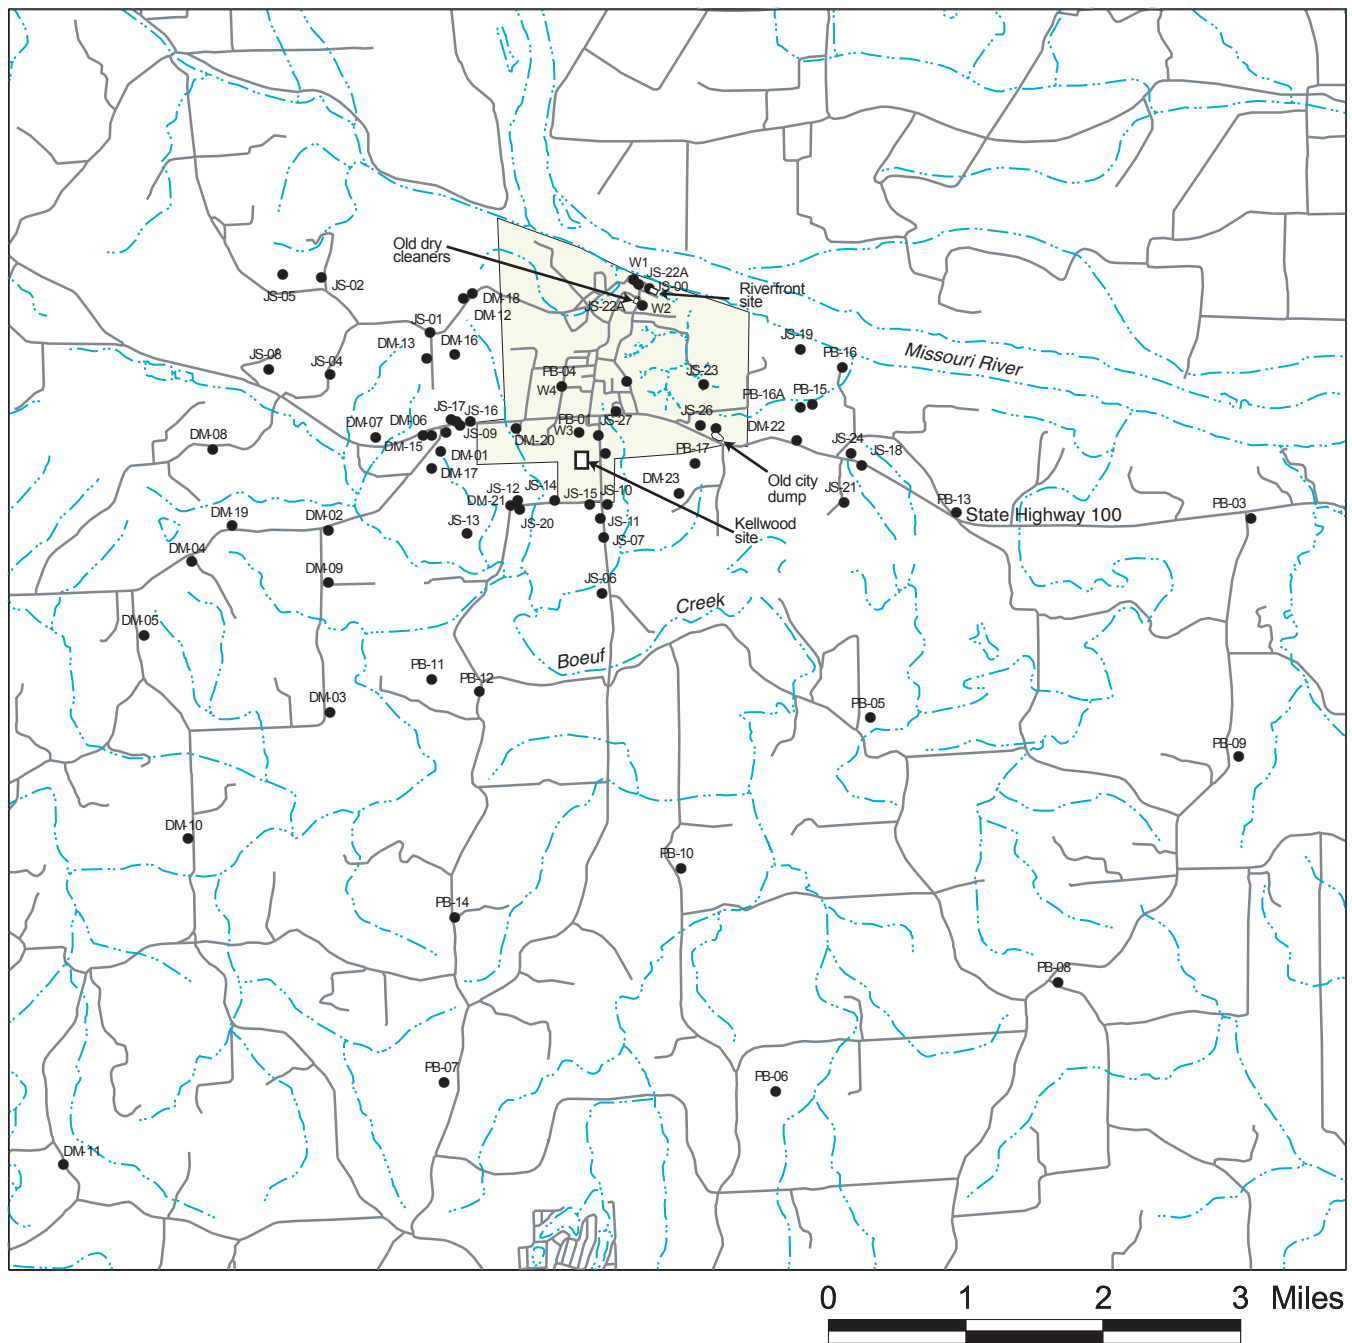 Old dry
cleaners
W1
JS-22A
JS-00
Riverfront
site
JS-05
JS-02
DM-18
DM-12
JS-22A
W2
JS-01
JS-19
DM-13
DM-16
PB-16
Missouri River
JS-08
JS-04
PB-04
W4
JS-23
PB-16A
PB-15
JS-17
JS-16
DM-07
DM-06
PB-01
JS-27
JS-26
DM-22
DM-08
DM-15
JS-09
DM-20
W3
JS-24
JS-18
DM-01
PB-17
DM-17
Old city
dump
DM-23
JS-12
JS-14
JS-15
JS-10
JS-21
DM-21
PB-13
PB-03
State Highway 100
DM-19
DM-02
JS-13
JS-20
JS-11
Kellwood
site
JS-07
DM-04
DM-09
JS-06
Creek
DM-05
Boeuf
PB-11
PB-12
DM-03
PB-05
PB-09
DM-10
PB-10
PB-14
PB-08
PB-07
PB-06
DM-11
0 1 2 3 Miles